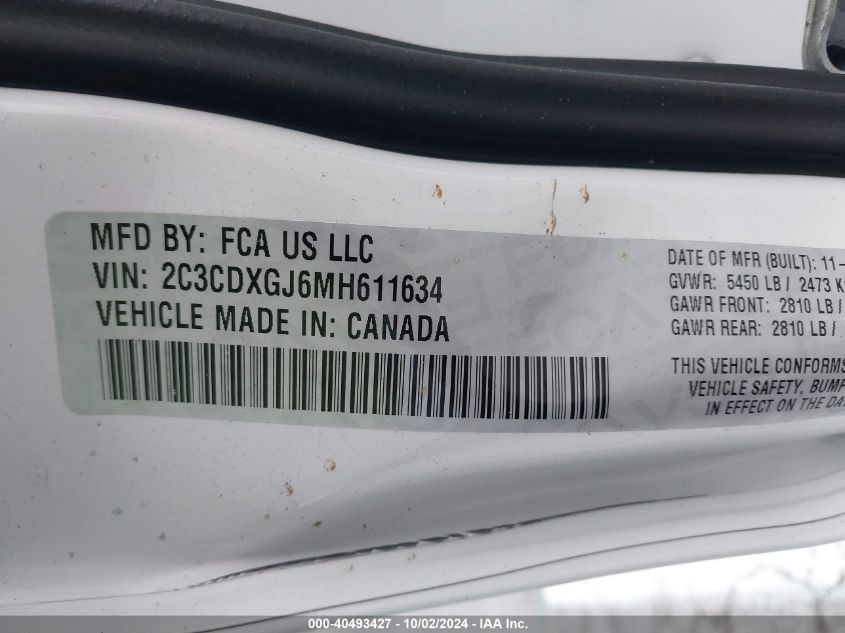 MFD BY: FCA US LLC
VIN: 2C3CDXGJ6MH611634
VEHICLE MADE IN: CANADA
DATE OF MFR (BUILT): 11-
GVWR: 5450 LB / 2473 K
GAWR FRONT: 2810 LB /
GAWR REAR: 2810 LB /
THIS VEHICLE CONFORMS
VEHICLE SAFETY, BUMP
IN EFFECT ON THE DA
000-40493427 - 10/02/2024 - IAA Inc.